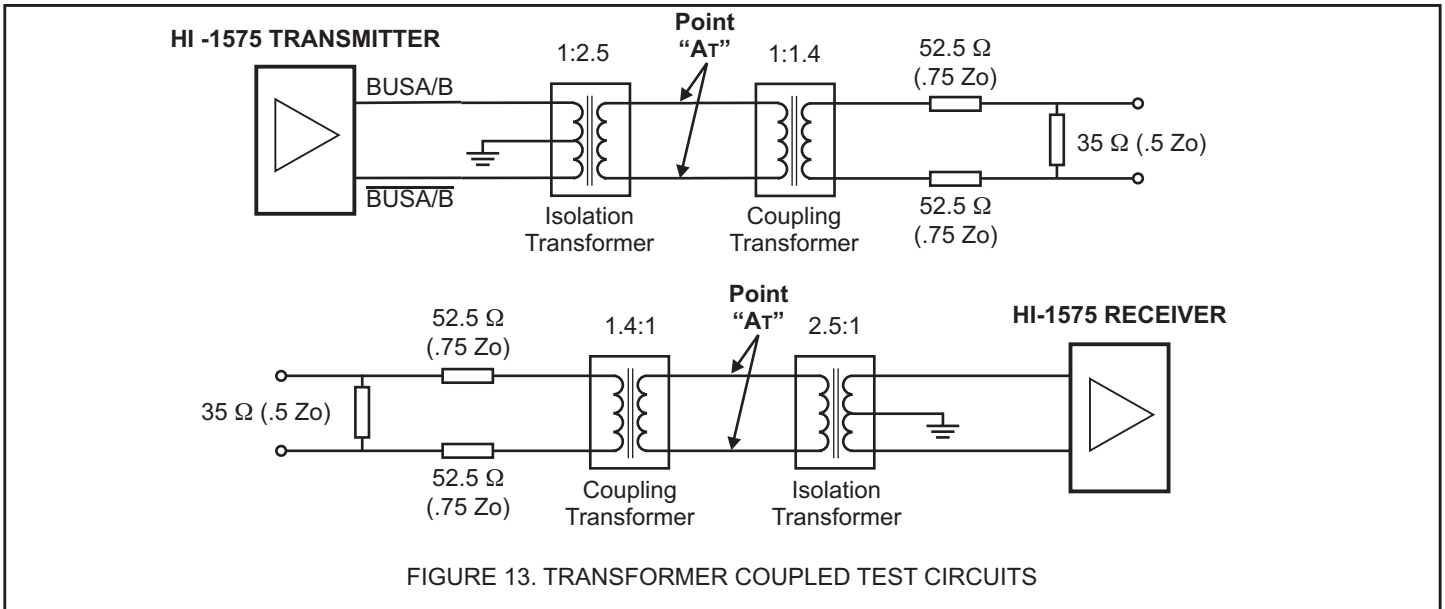 HI -1575 TRANSMITTER
Point
“AT”
1:2.5
1:1.4
52.5 Ω
(.75 Zo)
BUSA/B
35 Ω (.5 Zo)
BUSA/B
Isolation
Transformer
Coupling
Transformer
52.5 Ω
(.75 Zo)
Point
“AT”
HI-1575 RECEIVER
52.5 Ω
(.75 Zo)
1.4:1
2.5:1
35 Ω (.5 Zo)
52.5 Ω
(.75 Zo)
Coupling
Transformer
Isolation
Transformer
FIGURE 13. TRANSFORMER COUPLED TEST CIRCUITS